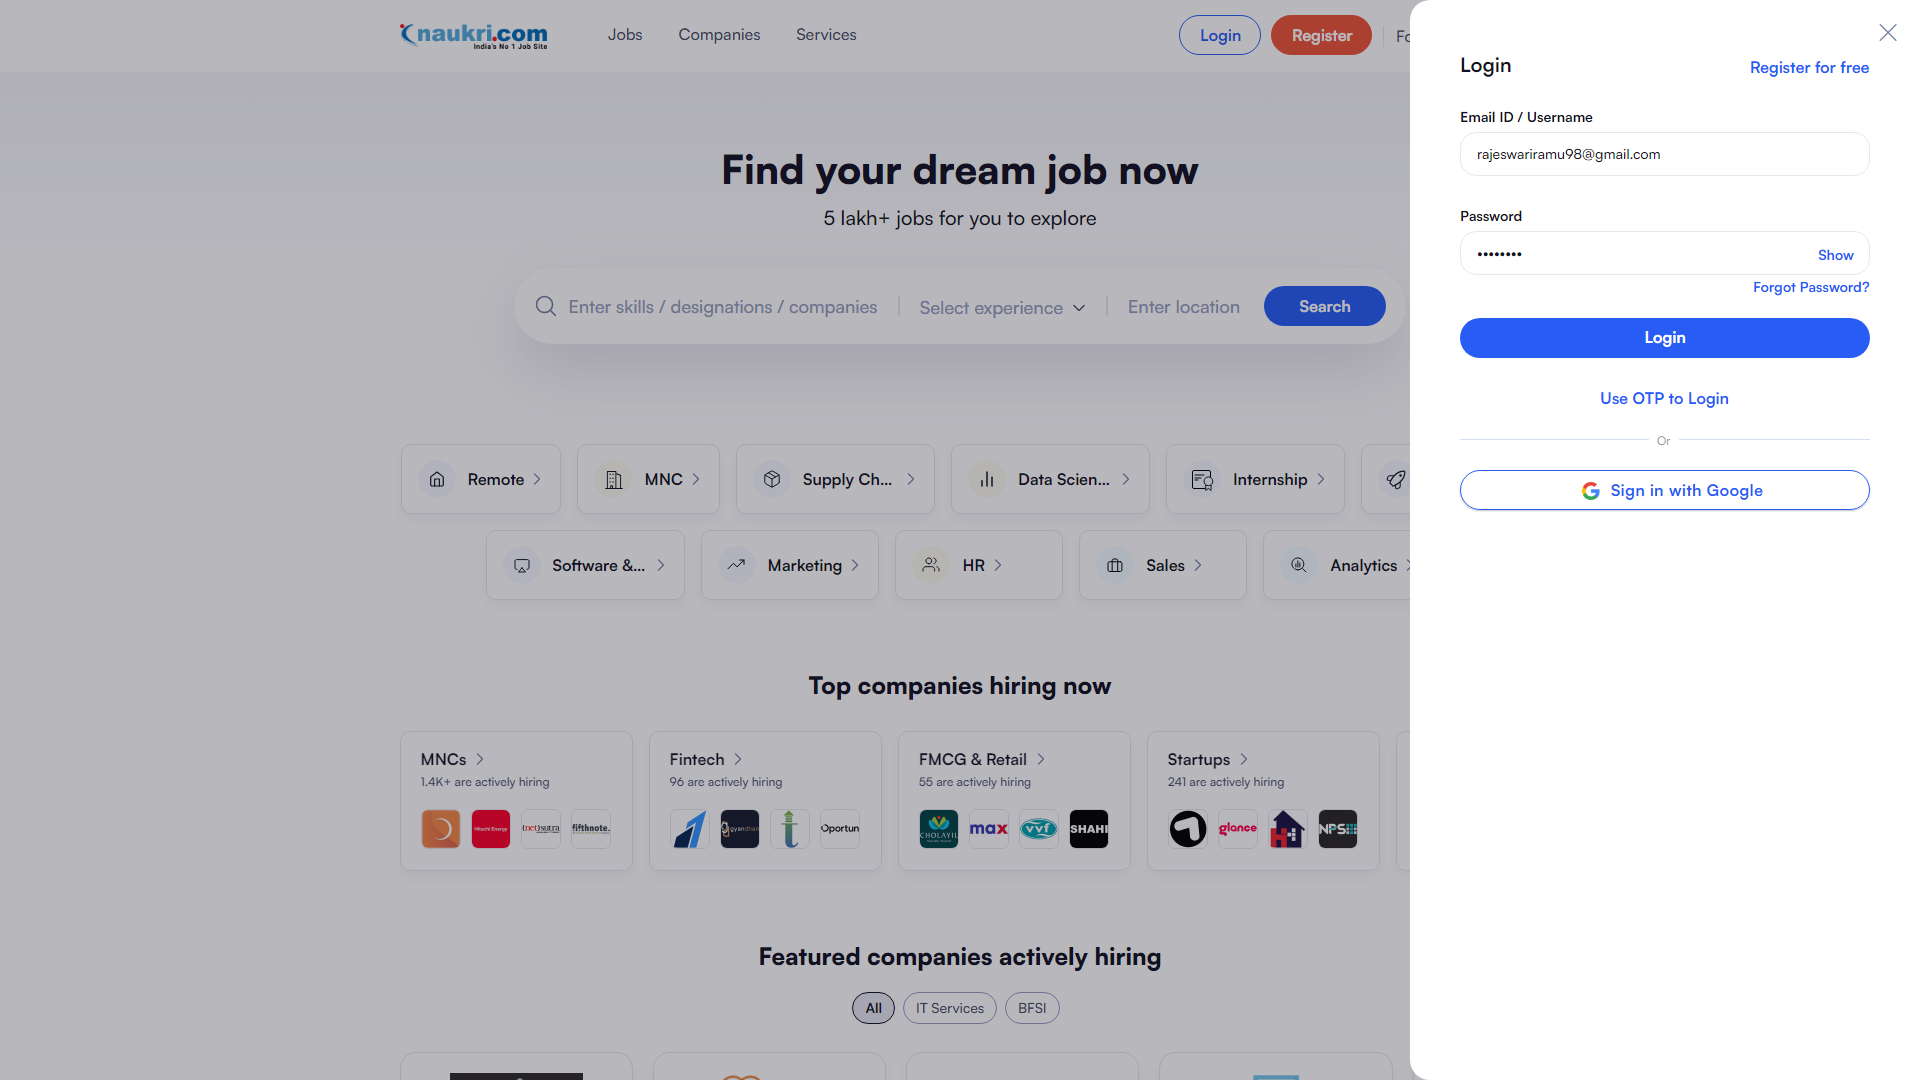 naukri.com
India's No 1 Job Site
Jobs
Companies
Services
Login
Register
Fo
Find your dream job now
5 lakh+ jobs for you to explore
Enter skills / designations / companies
Select experience
Enter location
Search
Remote
MNC
Supply Ch...
Data Scien...
Internship
Software &...
Marketing
HR
Sales
Analytics
Top companies hiring now
MNCs
1.4K+ are actively hiring
Hitachi Energy
(net)sutra
fifthnote.
Fintech
96 are actively hiring
gyandhan
Oportun
FMCG & Retail
55 are actively hiring
CHOLAYIL
max
vvf
SHAHI
Startups
241 are actively hiring
glance
NPS
Featured companies actively hiring
All
IT Services
BFSI
Login
Register for free
Email ID / Username
rajeswariramu98@gmail.com
Password
••••••••
Show
Forgot Password?
Login
Use OTP to Login
Or
Sign in with Google